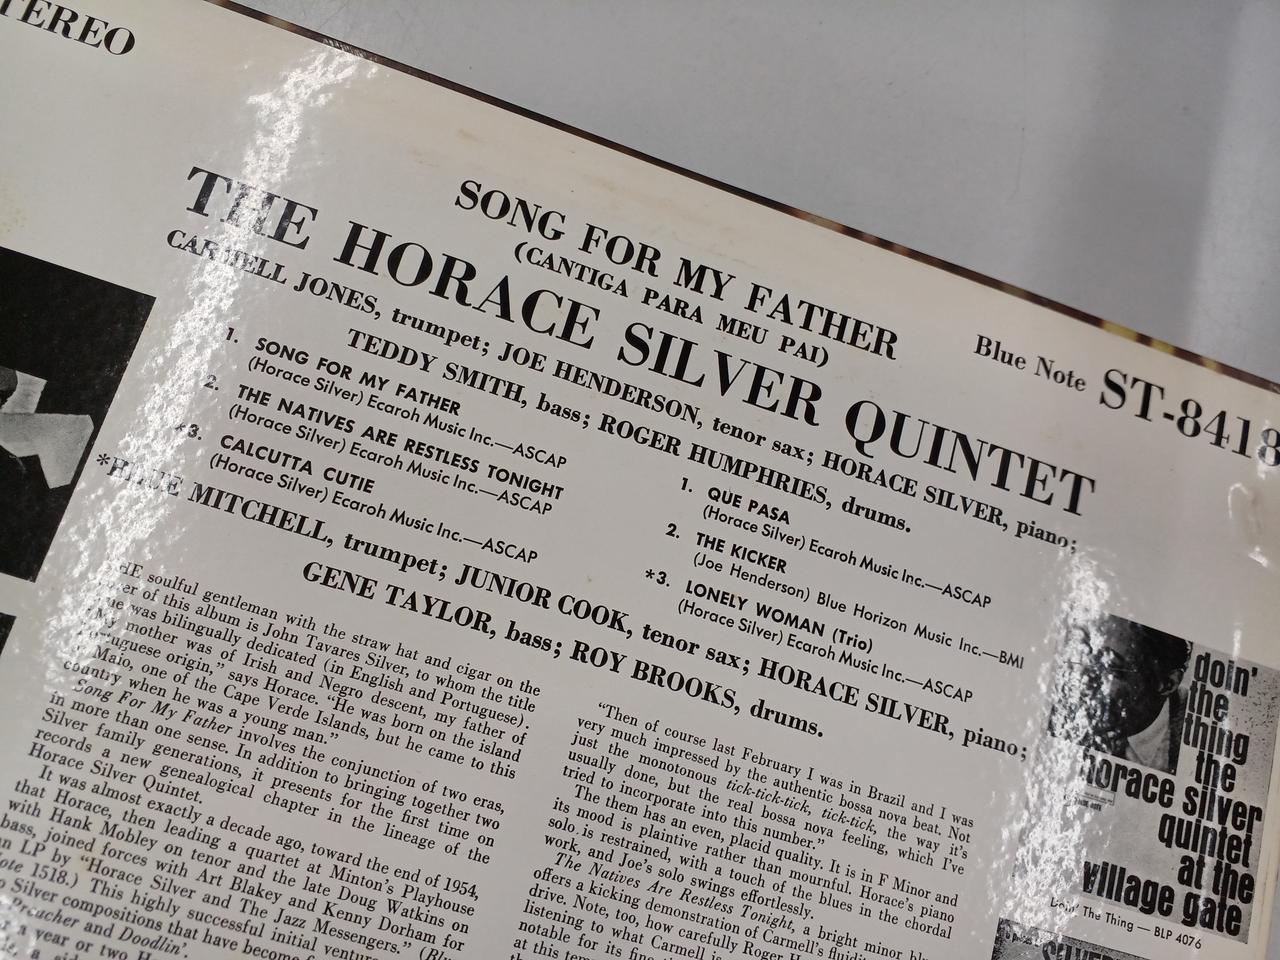 STEREO
SONG FOR MY FATHER
(CANTIGA PARA MEU PAI)
THE HORACE SILVER QUINTET
Blue Note ST-8418
CARMELL JONES, trumpet; JOE HENDERSON, tenor sax; HORACE SILVER, piano;
TEDDY SMITH, bass; ROGER HUMPHRIES, drums.
1. SONG FOR MY FATHER
(Horace Silver) Ecaroh Music Inc.—ASCAP
2. THE NATIVES ARE RESTLESS TONIGHT
(Horace Silver) Ecaroh Music Inc.—ASCAP
*3. CALCUTTA CUTIE
(Horace Silver) Ecaroh Music Inc.—ASCAP
1. QUE PASA
(Horace Silver) Ecaroh Music Inc.—ASCAP
2. THE KICKER
(Joe Henderson) Blue Horizon Music Inc.—BMI
*3. LONELY WOMAN (Trio)
(Horace Silver) Ecaroh Music Inc.—ASCAP
*BLUE MITCHELL, trumpet; JUNIOR COOK, tenor sax; HORACE SILVER, piano;
GENE TAYLOR, bass; ROY BROOKS, drums.
THE soulful gentleman with the straw hat and cigar on the
of this album is John Tavares Silver, to whom the title
was bilingually dedicated (in English and Portuguese).
mother was of Irish and Negro descent, my father of
origin," says Horace. "He was born on the island
Maio, one of the Cape Verde Islands, but he came to this
country when he was a young man."
Song For My Father involves the conjunction of two eras,
in more than one sense. In addition to bringing together two
Silver family generations, it presents for the first time on
records a new genealogical chapter in the lineage of the
Horace Silver Quintet.
It was almost exactly a decade ago, toward the end of 1954,
that Horace, then leading a quartet at Minton's Playhouse
with Hank Mobley on tenor and the late Doug Watkins on
bass, joined forces with Art Blakey and Kenny Dorham for
an LP by "Horace Silver and The Jazz Messengers." (Blue
Note 1518.) This highly successful initial venture
Silver compositions that have become
Preacher and Doodlin'.
a year or two
"Then of course last February I was in Brazil and I was
very much impressed by the authentic bossa nova beat. Not
just the monotonous tick-tick-tick, tick-tick, the way it's
usually done, but the real bossa nova feeling, which I've
tried to incorporate into this number."
The them has an even, placid quality. It is in F Minor and
its mood is plaintive rather than mournful. Horace's piano
solo is restrained, with a touch of the blues in the chordal
work, and Joe's solo swings effortlessly.
The Natives Are Restless Tonight, a bright minor
offers a kicking demonstration of Carmell's
drive. Note, too, how carefully Roger
listening to what Carmell is
notable for its fine
at this
doin'
the
thing
the
horace silver
quintet
at the
village gate
Doin' The Thing — BLP 4076
SILVER